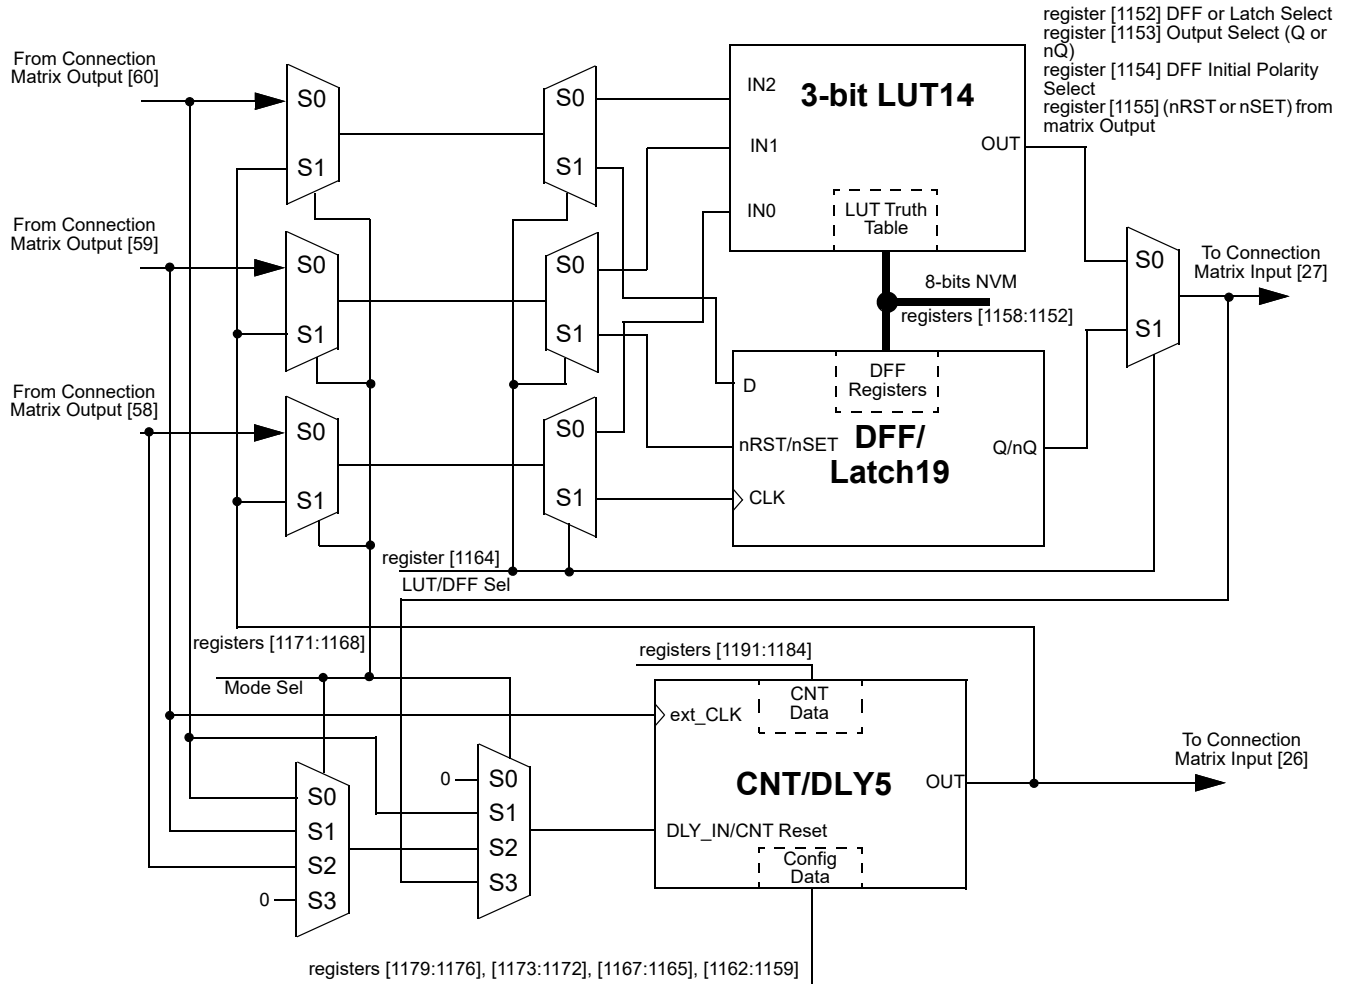 register [1152] DFF or Latch Select
register [1153] Output Select (Q or
nQ)
register [1154] DFF Initial Polarity
Select
register [1155] (nRST or nSET) from
matrix Output
From Connection
Matrix Output [60]
S0
S1
S0
S1
IN2
3-bit LUT14
IN1
OUT
IN0
LUT Truth
Table
From Connection
Matrix Output [59]
S0
S1
S0
S1
8-bits NVM
registers [1158:1152]
S0
S1
To Connection
Matrix Input [27]
From Connection
Matrix Output [58]
S0
S1
S0
S1
D
DFF
Registers
nRST/nSET
DFF/
Latch19
Q/nQ
CLK
register [1164]
LUT/DFF Sel
registers [1171:1168]
Mode Sel
registers [1191:1184]
CNT
Data
ext_CLK
CNT/DLY5
OUT
To Connection
Matrix Input [26]
DLY_IN/CNT Reset
Config
Data
S0
S1
S2
0
S3
0
S0
S1
S2
S3
registers [1179:1176], [1173:1172], [1167:1165], [1162:1159]